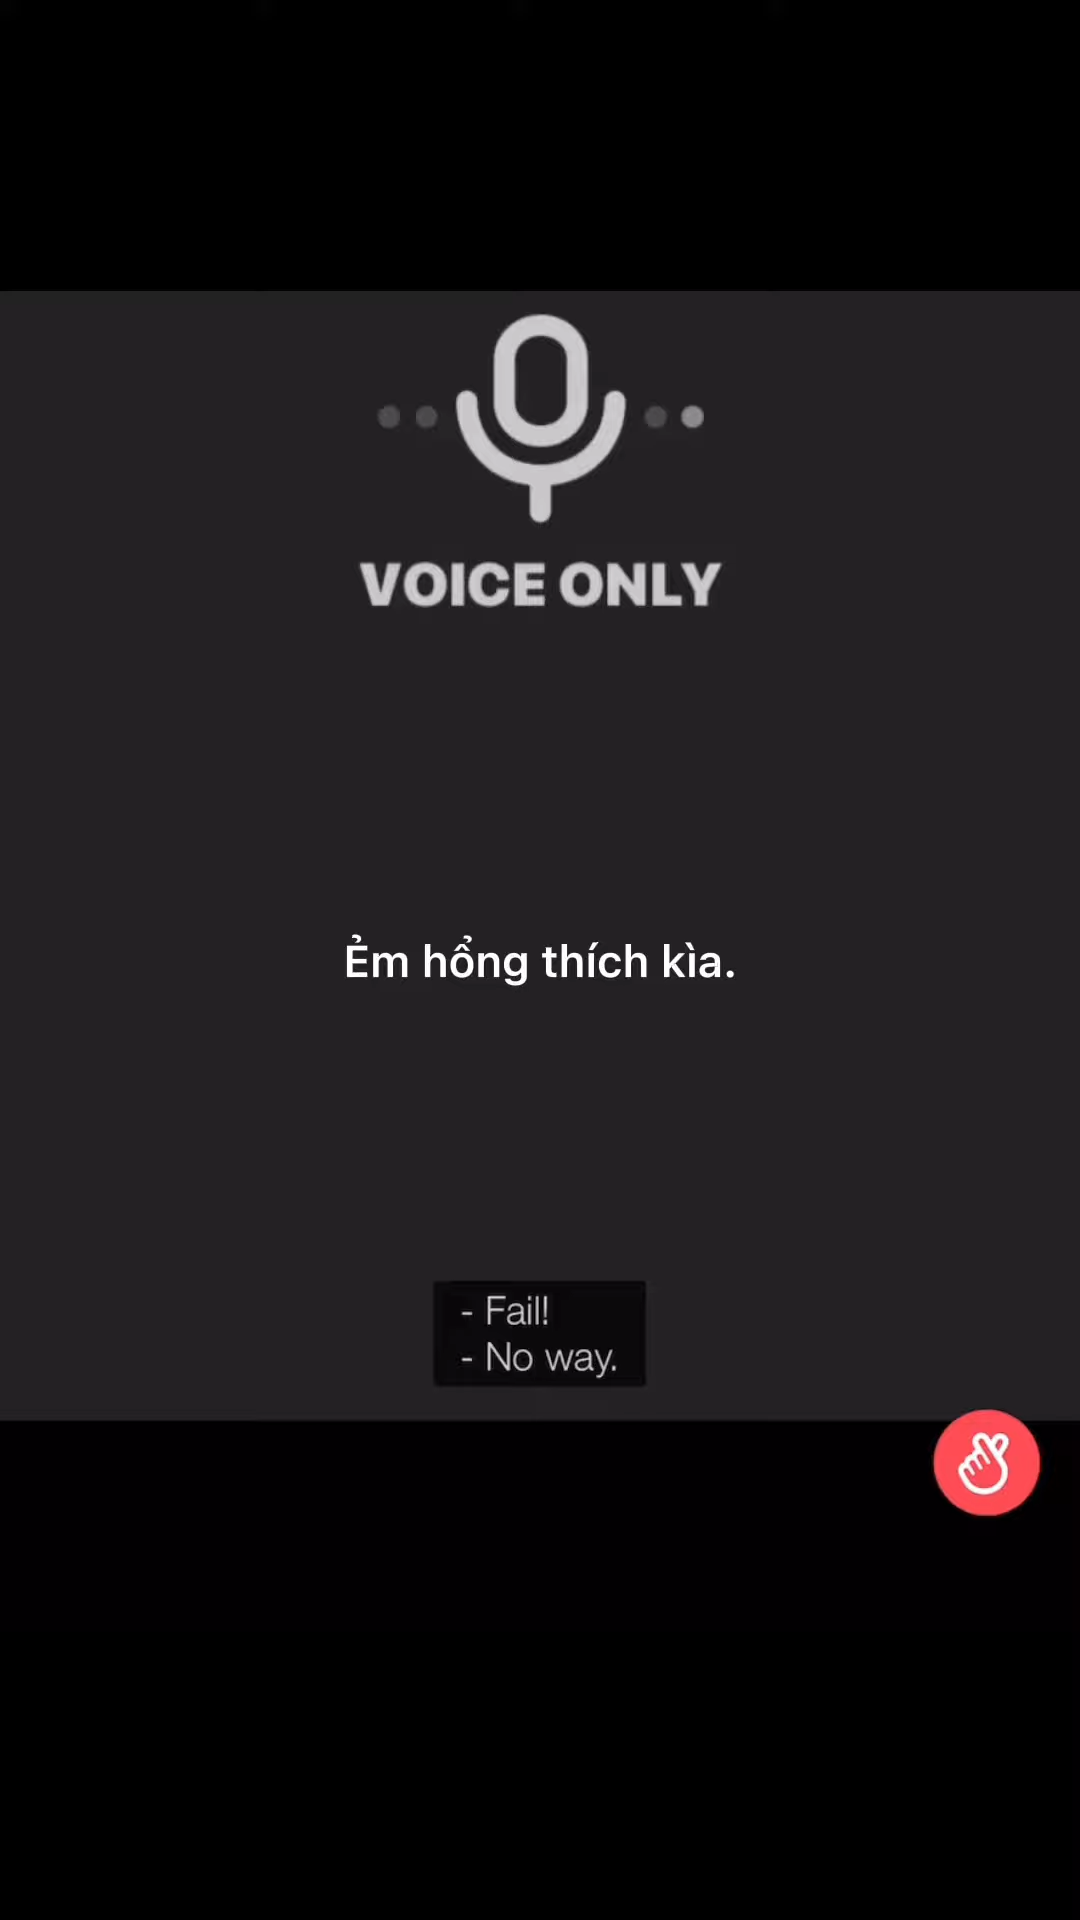 VOICE ONLY
Ẻm hổng thích kìa.
- Fail!
- No way.